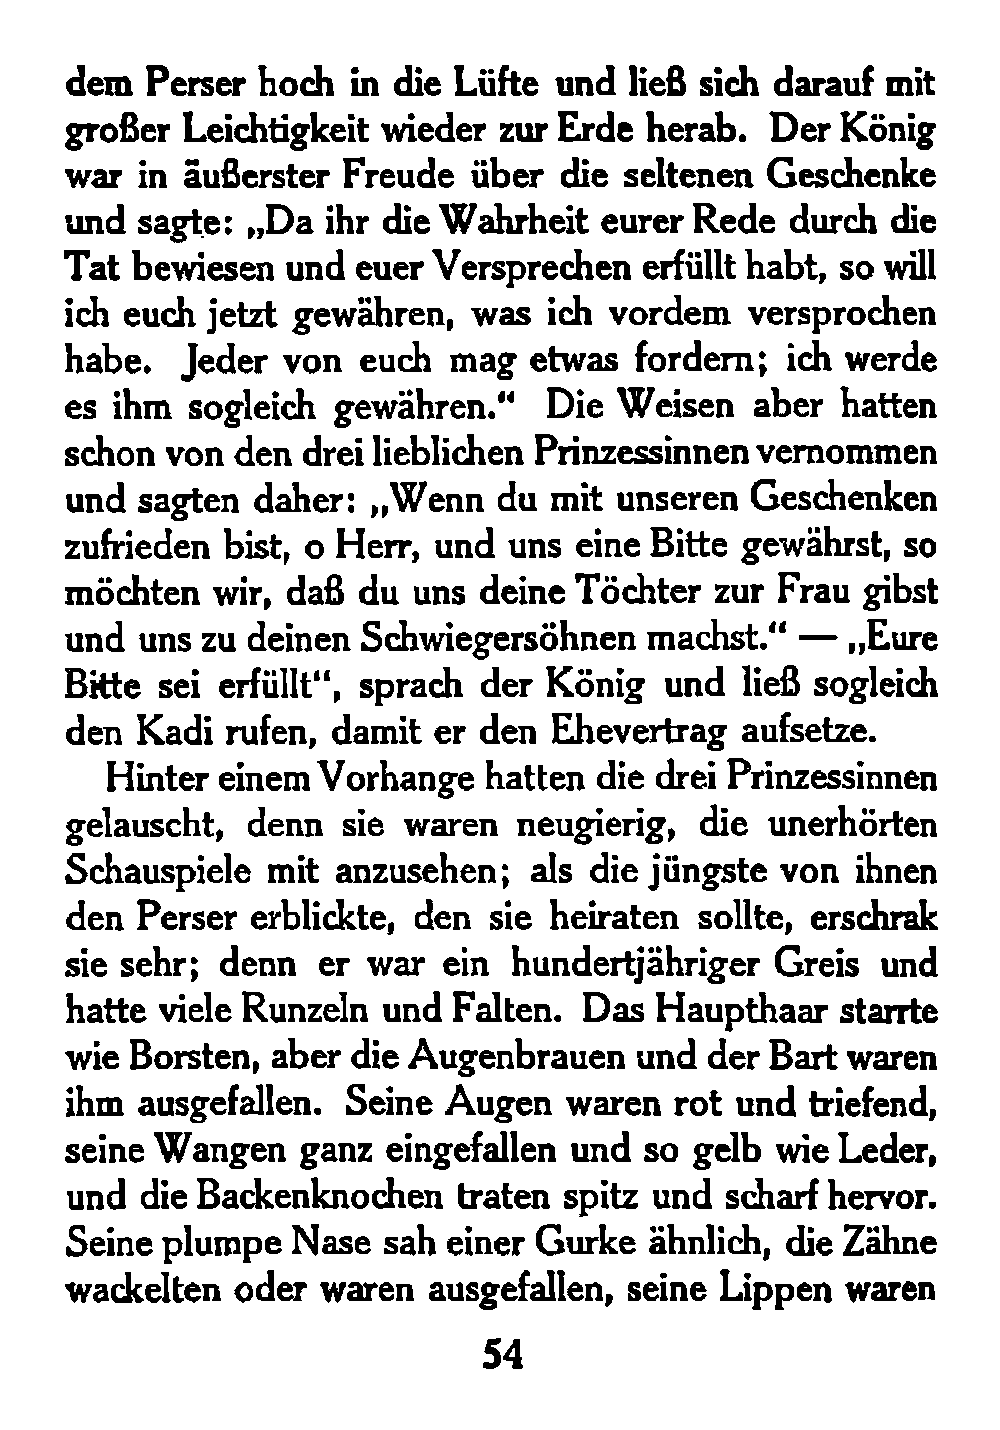 dem Perser hoch in die Lüfte und ließ sich darauf mit
großer Leichtigkeit wieder zur Erde herab. Der König
war in äußerster Freude über die seltenen Geschenke
und sagte: „Da ihr die Wahrheit eurer Rede durch die
Tat bewiesen und euer Versprechen erfüllt habt, so will
ich euch jetzt gewähren, was ich vordem versprochen
habe. Jeder von euch mag etwas fordern; ich werde
es ihm sogleich gewähren.“ Die Weisen aber hatten
schon von den drei lieblichen Prinzessinnen vernommen
und sagten daher: „Wenn du mit unseren Geschenken
zufrieden bist, o Herr, und uns eine Bitte gewährst, so
möchten wir, daß du uns deine Töchter zur Frau gibst
und uns zu deinen Schwiegersöhnen machst.“ — „Eure
Bitte sei erfüllt“, sprach der König und ließ sogleich
den Kadi rufen, damit er den Ehevertrag aufsetze.
Hinter einem Vorhange hatten die drei Prinzessinnen
gelauscht, denn sie waren neugierig, die unerhörten
Schauspiele mit anzusehen; als die jüngste von ihnen
den Perser erblickte, den sie heiraten sollte, erschrak
sie sehr; denn er war ein hundertjähriger Greis und
hatte viele Runzeln und Falten. Das Haupthaar starrte
wie Borsten, aber die Augenbrauen und der Bart waren
ihm ausgefallen. Seine Augen waren rot und triefend,
seine Wangen ganz eingefallen und so gelb wie Leder,
und die Backenknochen traten spitz und scharf hervor.
Seine plumpe Nase sah einer Gurke ähnlich, die Zähne
wackelten oder waren ausgefallen, seine Lippen waren
54